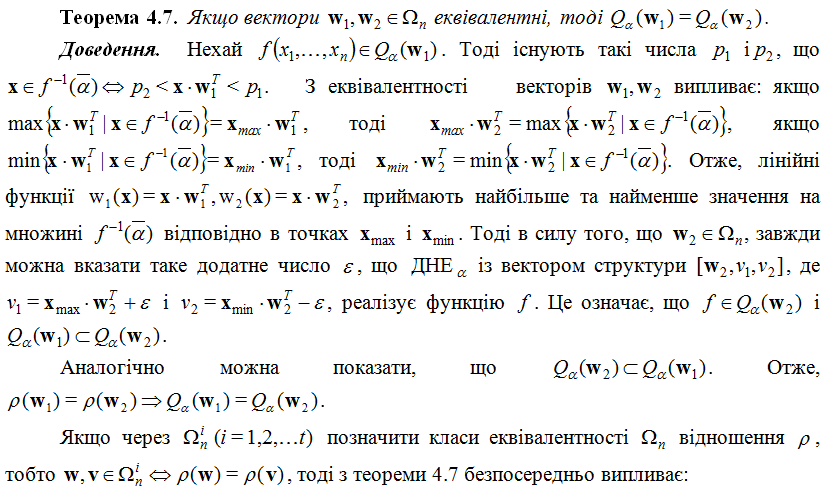 Теорема 4.7. Якщо вектори w₁, w₂ ∈ Ωₙ еквівалентні, тоді Q_α(w₁) = Q_α(w₂).
Доведення. Нехай f(x₁,…,xₙ) ∈ Q_α(w₁). Тоді існують такі числа p₁ і p₂, що
x ∈ f⁻¹(ᾱ) ⇔ p₂ < x · w₁ᵀ < p₁. З еквівалентності векторів w₁, w₂ випливає: якщо
max{x · w₁ᵀ | x ∈ f⁻¹(ᾱ)} = x_max · w₁ᵀ, тоді x_max · w₂ᵀ = max{x · w₂ᵀ | x ∈ f⁻¹(ᾱ)}, якщо
min{x · w₁ᵀ | x ∈ f⁻¹(ᾱ)} = x_min · w₁ᵀ, тоді x_min · w₂ᵀ = min{x · w₂ᵀ | x ∈ f⁻¹(ᾱ)}. Отже, лінійні
функції w₁(x) = x · w₁ᵀ, w₂(x) = x · w₂ᵀ, приймають найбільше та найменше значення на
множині f⁻¹(ᾱ) відповідно в точках x_max і x_min. Тоді в силу того, що w₂ ∈ Ωₙ, завжди
можна вказати таке додатне число ε, що ДНЕ_α із вектором структури [w₂, v₁, v₂], де
v₁ = x_max · w₂ᵀ + ε і v₂ = x_min · w₂ᵀ − ε, реалізує функцію f. Це означає, що f ∈ Q_α(w₂) і
Q_α(w₁) ⊂ Q_α(w₂).
Аналогічно можна показати, що Q_α(w₂) ⊂ Q_α(w₁). Отже,
ρ(w₁) = ρ(w₂) ⇒ Q_α(w₁) = Q_α(w₂).
Якщо через Ωₙⁱ (i = 1,2,…t) позначити класи еквівалентності Ωₙ відношення ρ,
тобто w, v ∈ Ωₙⁱ ⇔ ρ(w) = ρ(v), тоді з теореми 4.7 безпосередньо випливає: